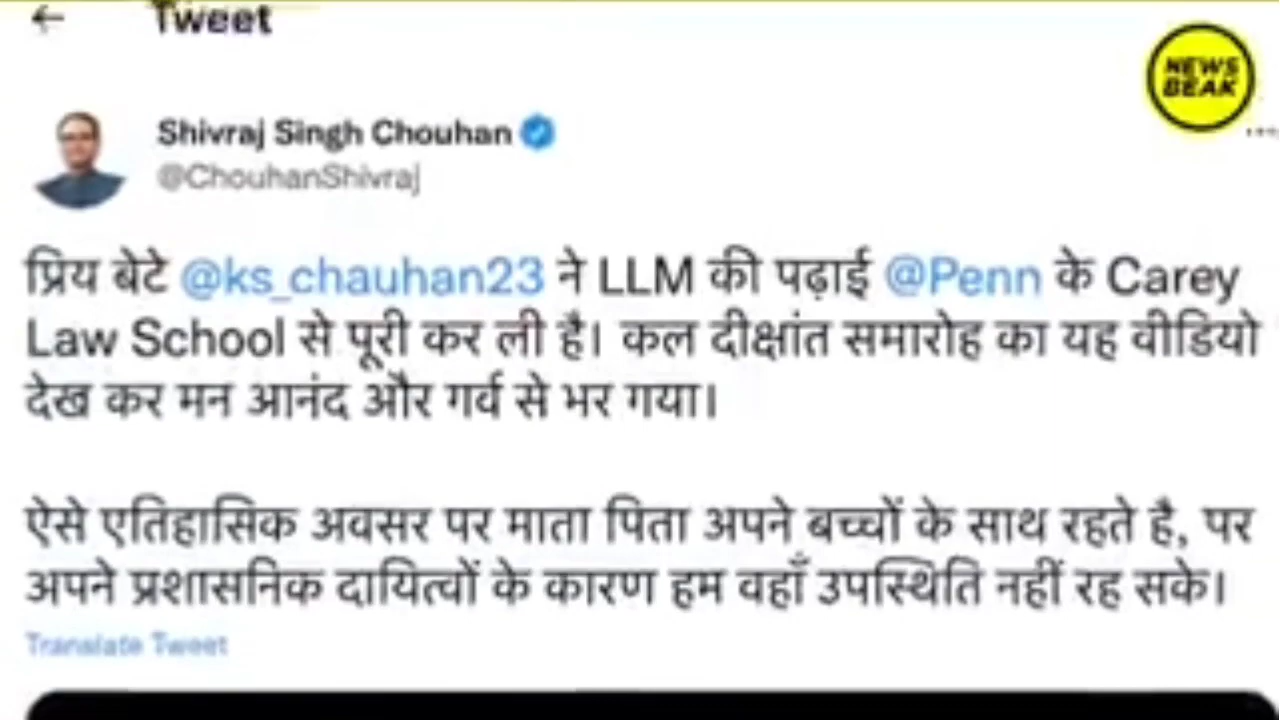 Tweet
NEWS
BEAK
Shivraj Singh Chouhan
@ChouhanShivraj
प्रिय बेटे @ks_chauhan23 ने LLM की पढ़ाई @Penn के Carey
Law School से पूरी कर ली है। कल दीक्षांत समारोह का यह वीडियो
देख कर मन आनंद और गर्व से भर गया।
ऐसे एतिहासिक अवसर पर माता पिता अपने बच्चों के साथ रहते है, पर
अपने प्रशासनिक दायित्वों के कारण हम वहाँ उपस्थिति नहीं रह सके।
Translate Tweet